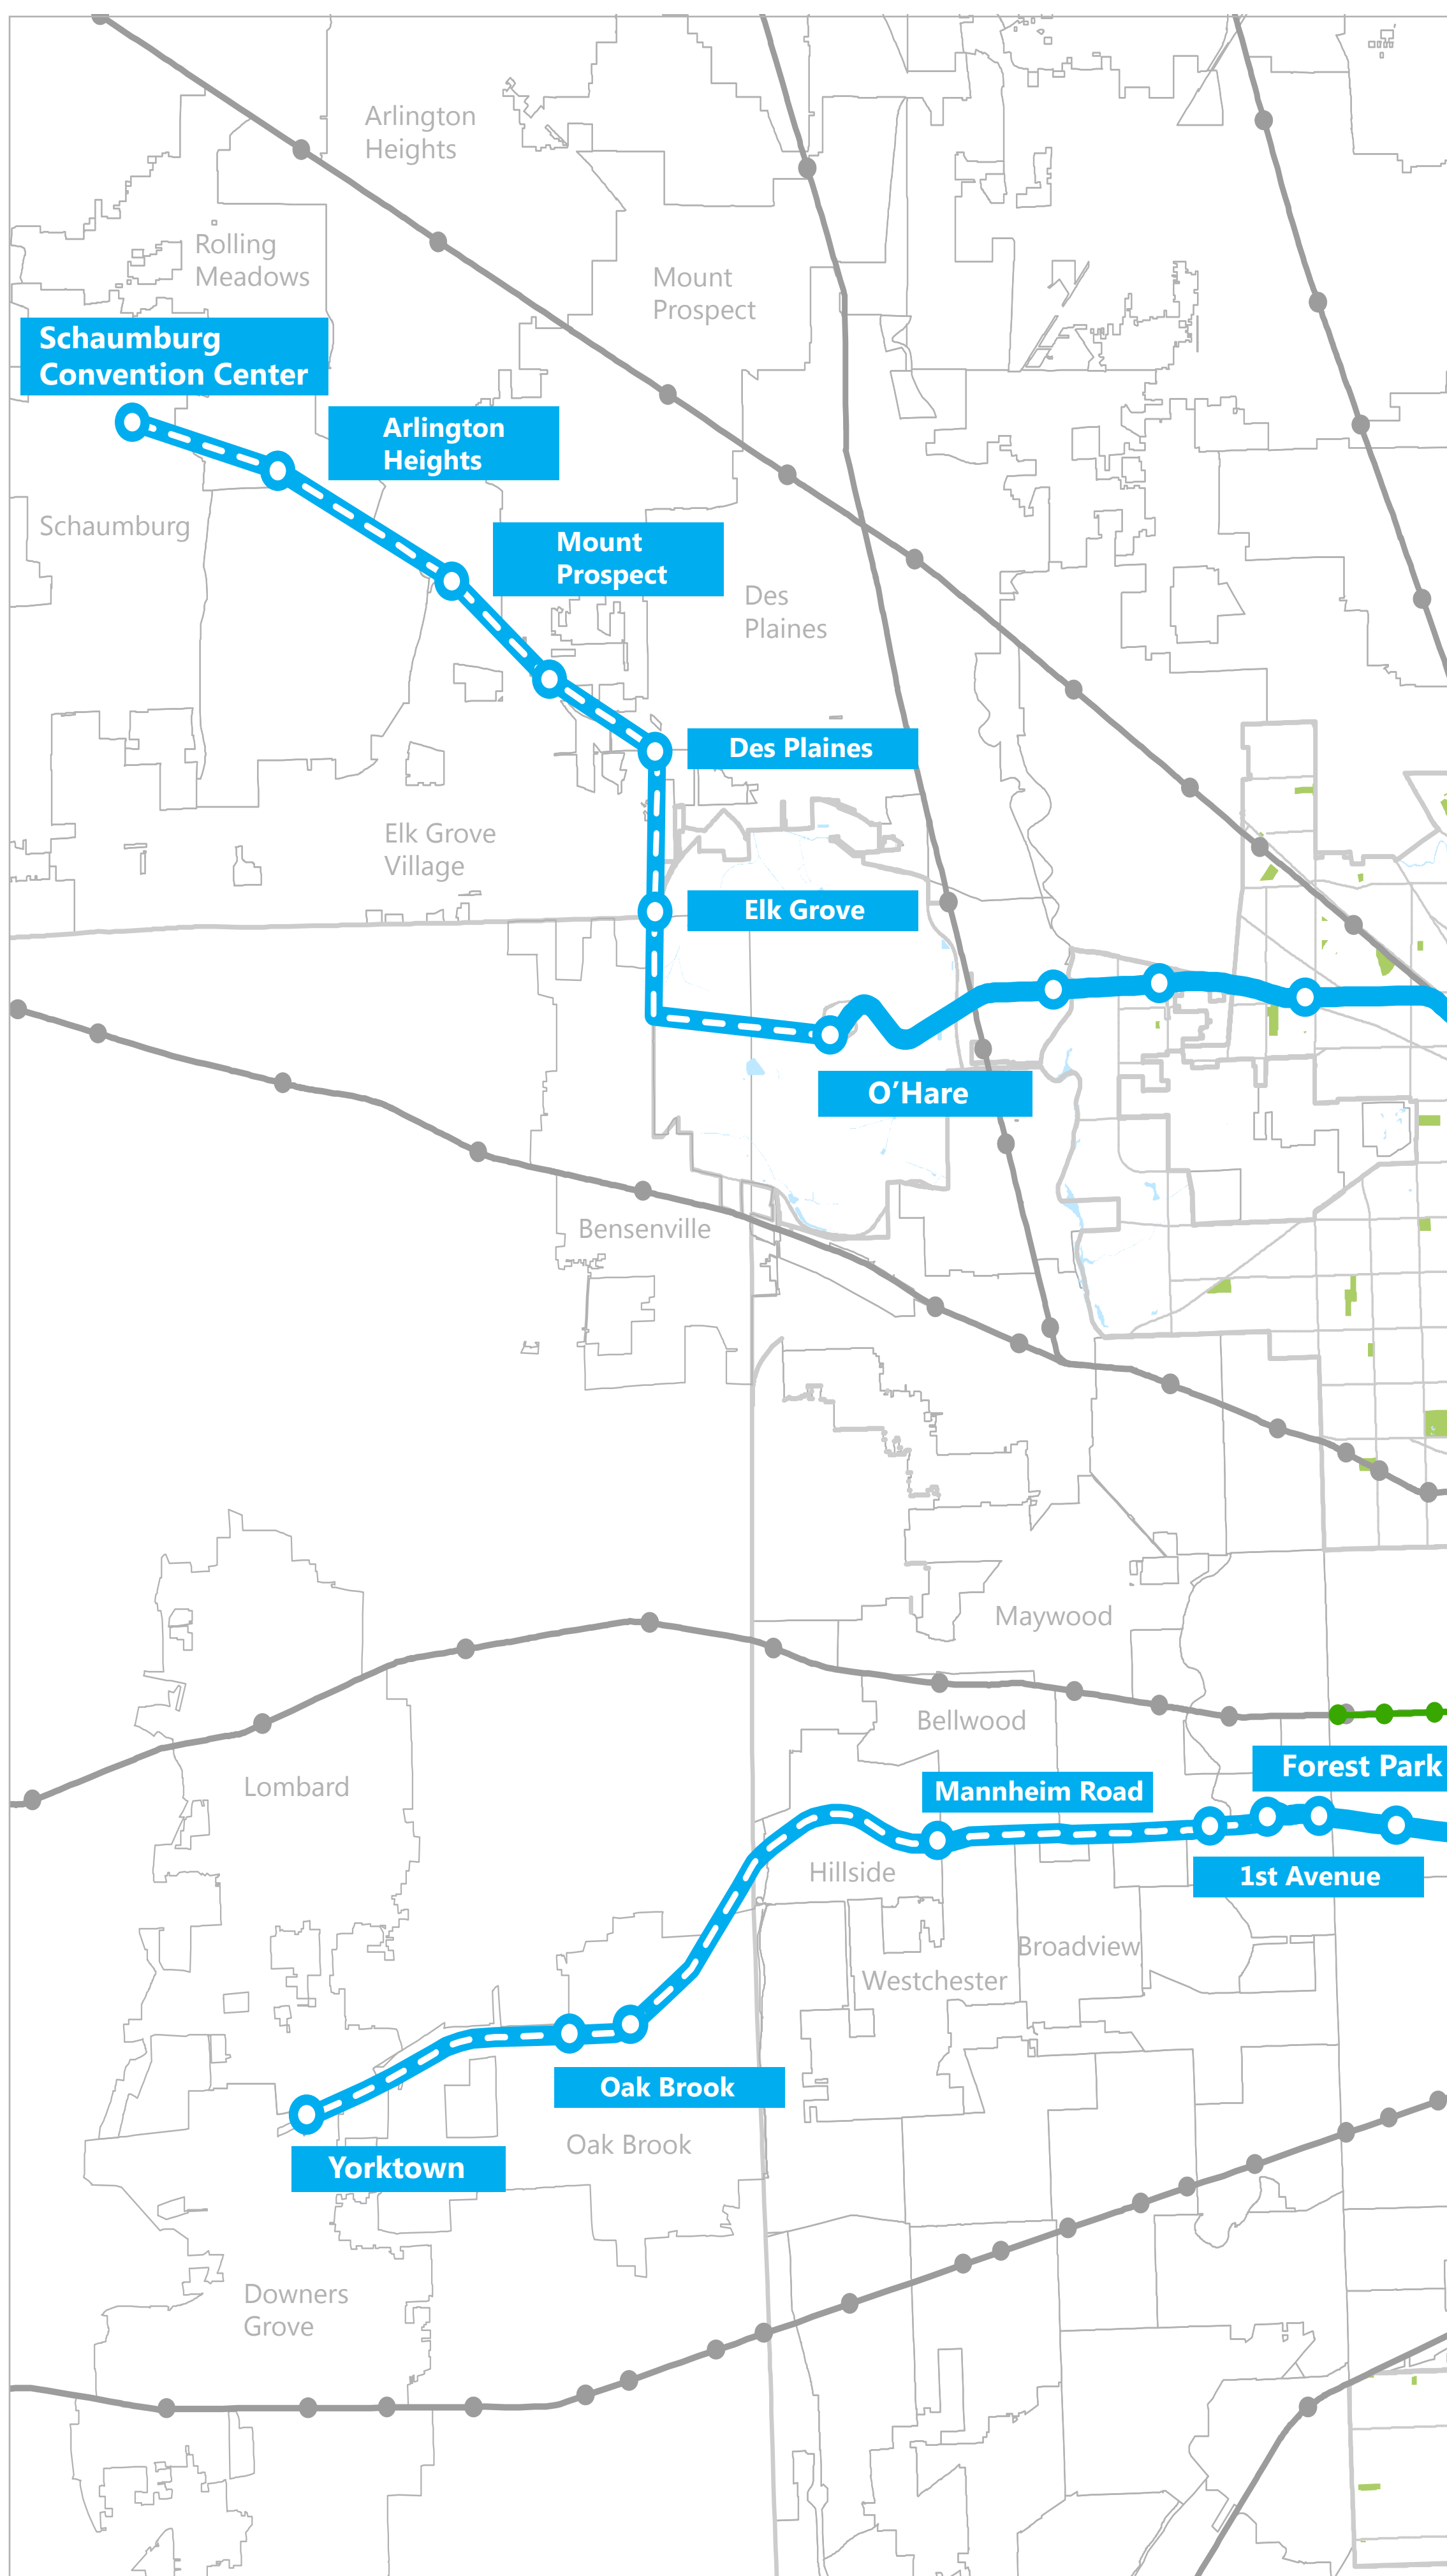 Arlington
Heights
Rolling
Meadows
Mount
Prospect
Schaumburg
Convention Center
Arlington
Heights
Schaumburg
Mount
Prospect
Des
Plaines
Des Plaines
Elk Grove
Village
Elk Grove
O’Hare
Bensenville
Maywood
Bellwood
Forest Park
Lombard
Mannheim Road
Hillside
1st Avenue
Broadview
Westchester
Oak Brook
Oak Brook
Yorktown
Downers
Grove